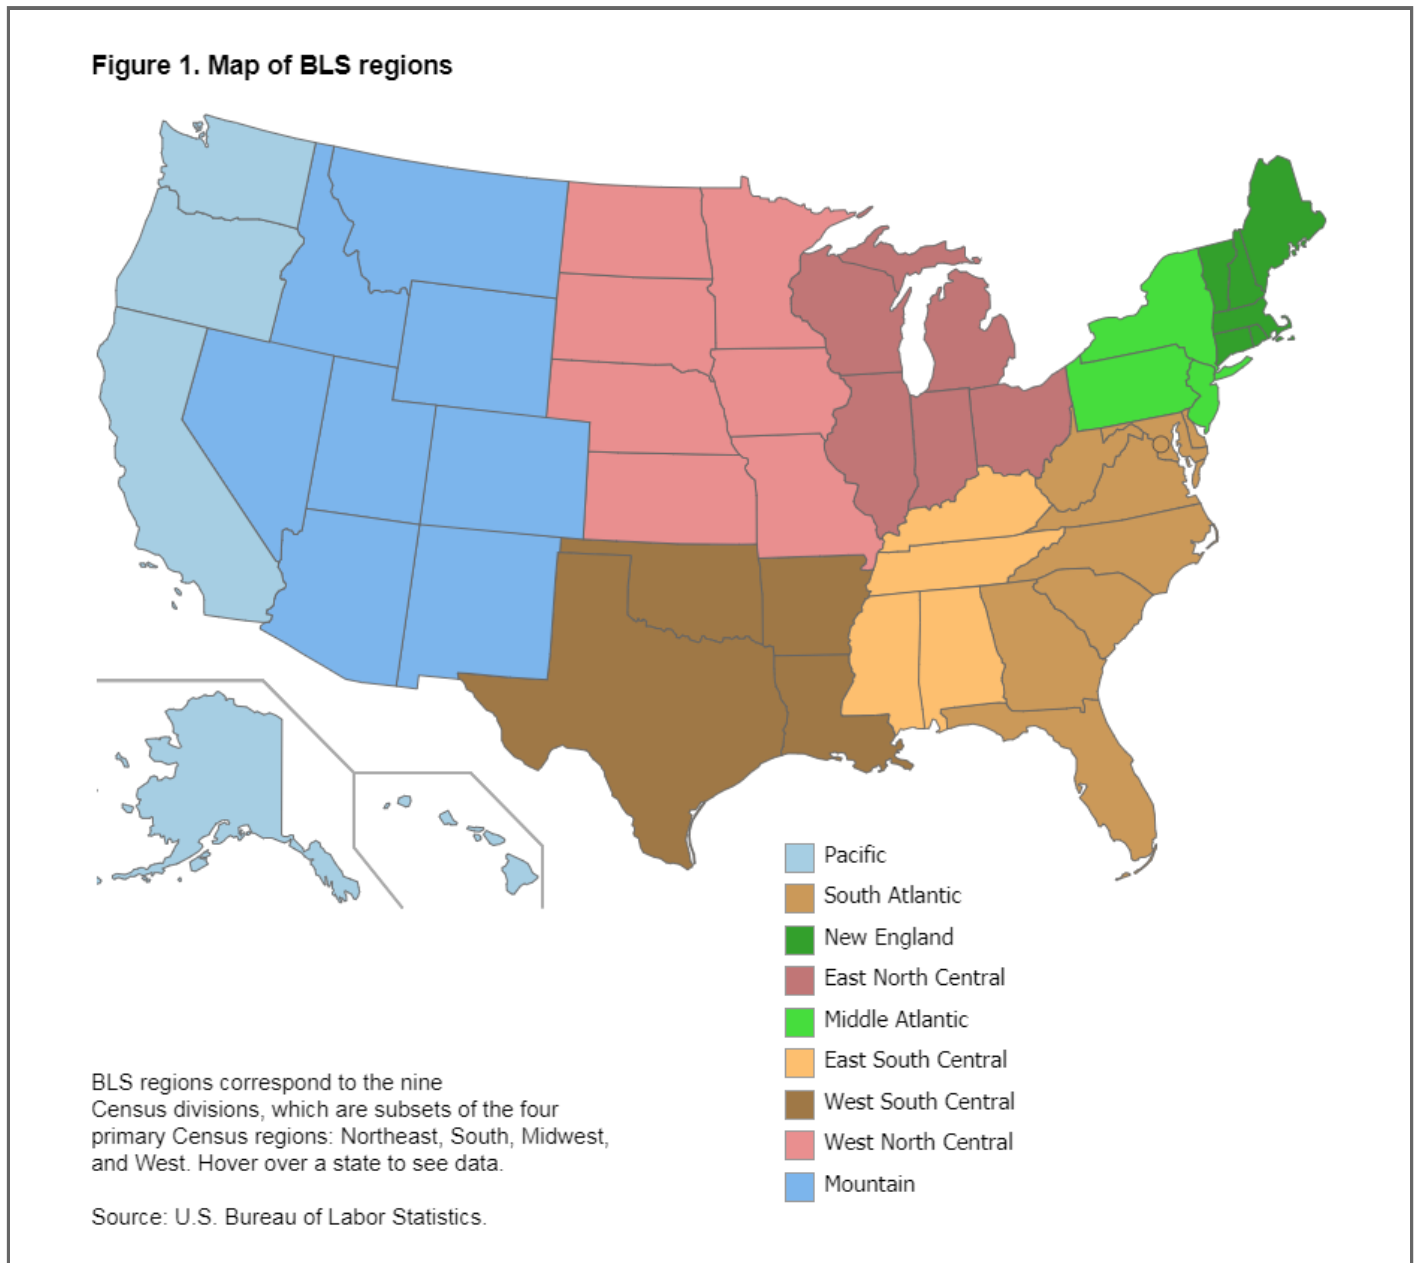 Figure 1. Map of BLS regions
Pacific
South Atlantic
New England
East North Central
Middle Atlantic
East South Central
West South Central
West North Central
Mountain
BLS regions correspond to the nine
Census divisions, which are subsets of the four
primary Census regions: Northeast, South, Midwest,
and West. Hover over a state to see data.
Source: U.S. Bureau of Labor Statistics.